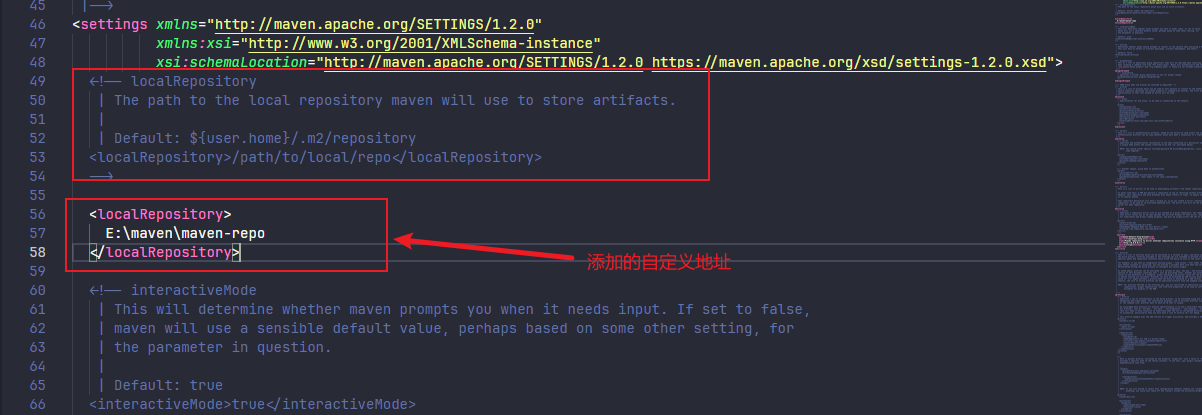 45 |-->
46 <settings xmlns="http://maven.apache.org/SETTINGS/1.2.0"
47 xmlns:xsi="http://www.w3.org/2001/XMLSchema-instance"
48 xsi:schemaLocation="http://maven.apache.org/SETTINGS/1.2.0 https://maven.apache.org/xsd/settings-1.2.0.xsd">
49 <!-- localRepository
50 | The path to the local repository maven will use to store artifacts.
51 |
52 | Default: ${user.home}/.m2/repository
53 <localRepository>/path/to/local/repo</localRepository>
54 -->
55
56 <localRepository>
57 E:\maven\maven-repo
58 </localRepository>
添加的自定义地址
59
60 <!-- interactiveMode
61 | This will determine whether maven prompts you when it needs input. If set to false,
62 | maven will use a sensible default value, perhaps based on some other setting, for
63 | the parameter in question.
64 |
65 | Default: true
66 <interactiveMode>true</interactiveMode>